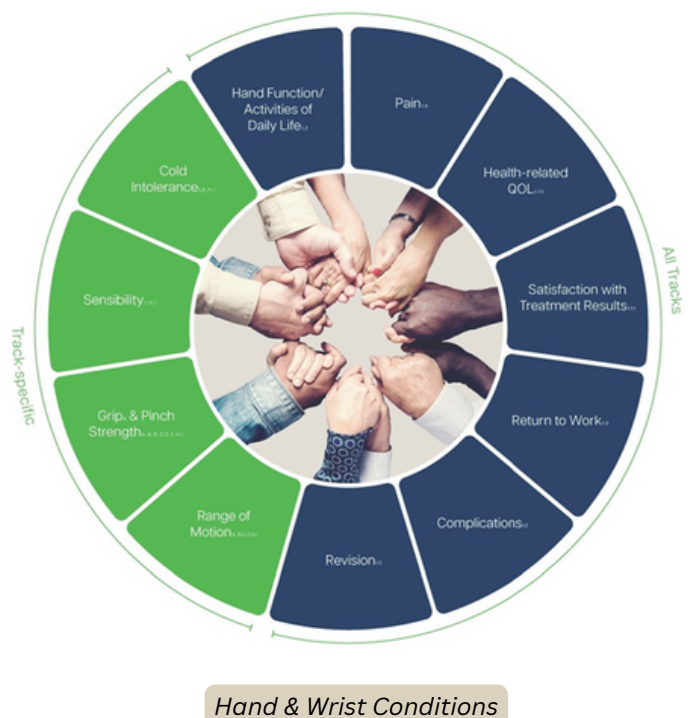 Hand Function/
Activities of
Daily Life
Pain
Health-related
QOL
Satisfaction with
Treatment Results
Return to Work
Complications
Revision
Range of
Motion
Grip, & Pinch
Strength
Sensibility
Cold
Intolerance
All Tracks
Track-specific
Hand & Wrist Conditions